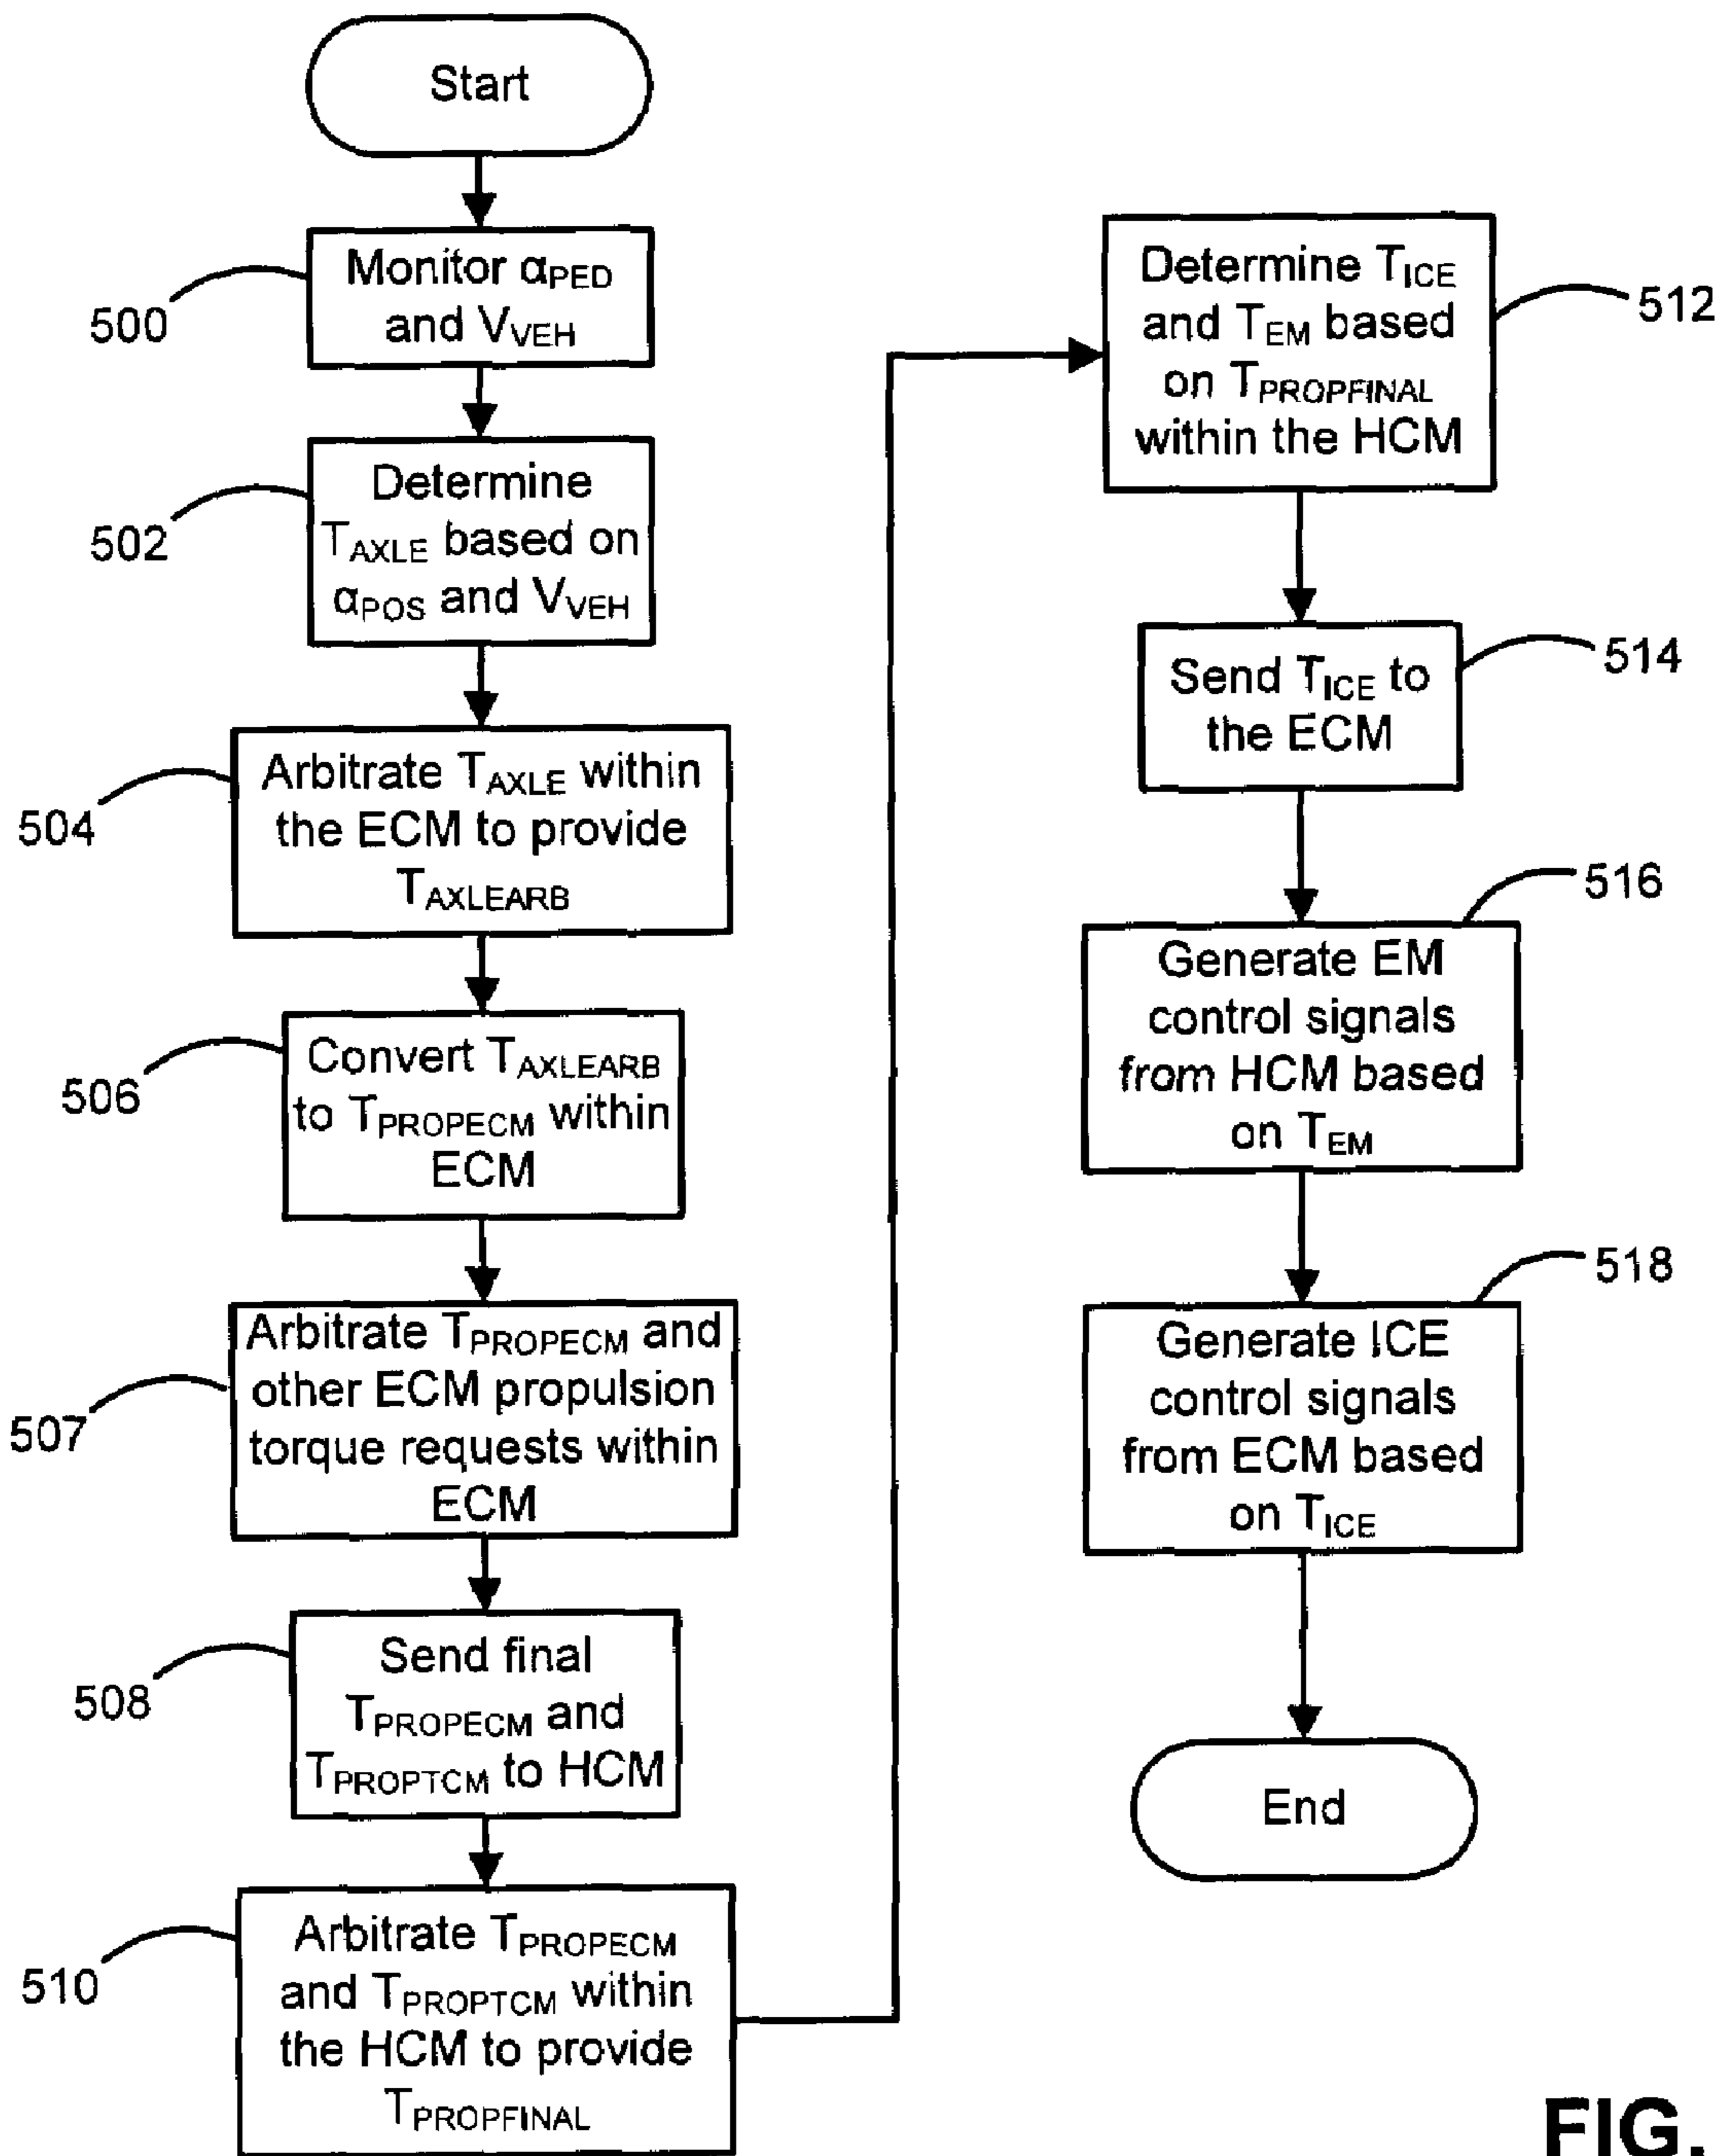 Start
500
Monitor αPED
and VVEH
502
Determine
TAXLE based on
αPOS and VVEH
504
Arbitrate TAXLE within
the ECM to provide
TAXLEARB
506
Convert TAXLEARB
to TPROPECM within
ECM
507
Arbitrate TPROPECM and
other ECM propulsion
torque requests within
ECM
508
Send final
TPROPECM and
TPROPTCM to HCM
510
Arbitrate TPROPECM
and TPROPTCM within
the HCM to provide
TPROPFINAL
512
Determine TICE
and TEM based
on TPROPFINAL
within the HCM
514
Send TICE to
the ECM
516
Generate EM
control signals
from HCM based
on TEM
518
Generate ICE
control signals
from ECM based
on TICE
End
FIG.